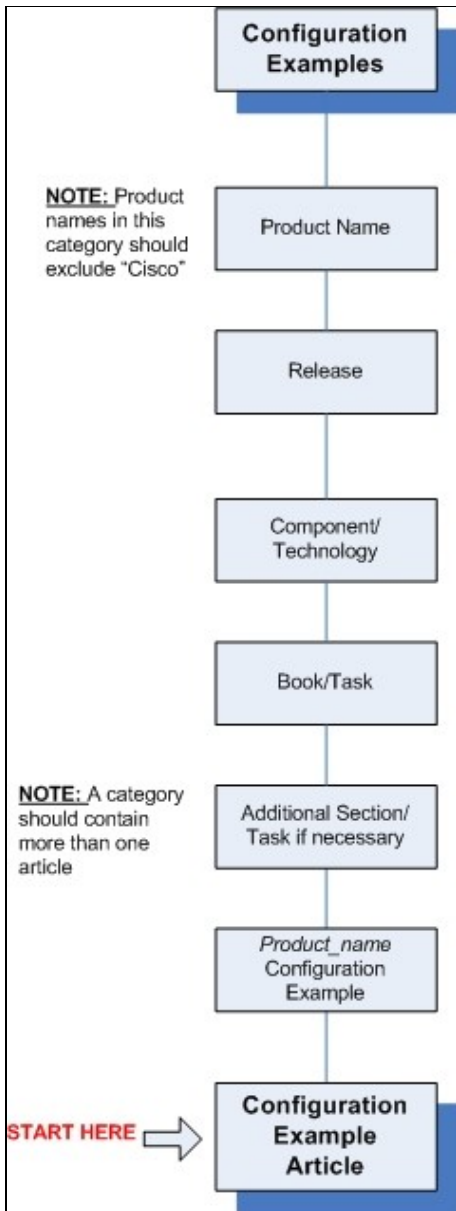 Configuration
Examples
NOTE: Product
names in this
category should
exclude “Cisco”
Product Name
Release
Component/
Technology
Book/Task
NOTE: A category
should contain
more than one
article
Additional Section/
Task if necessary
Product_name
Configuration
Example
START HERE
Configuration
Example
Article